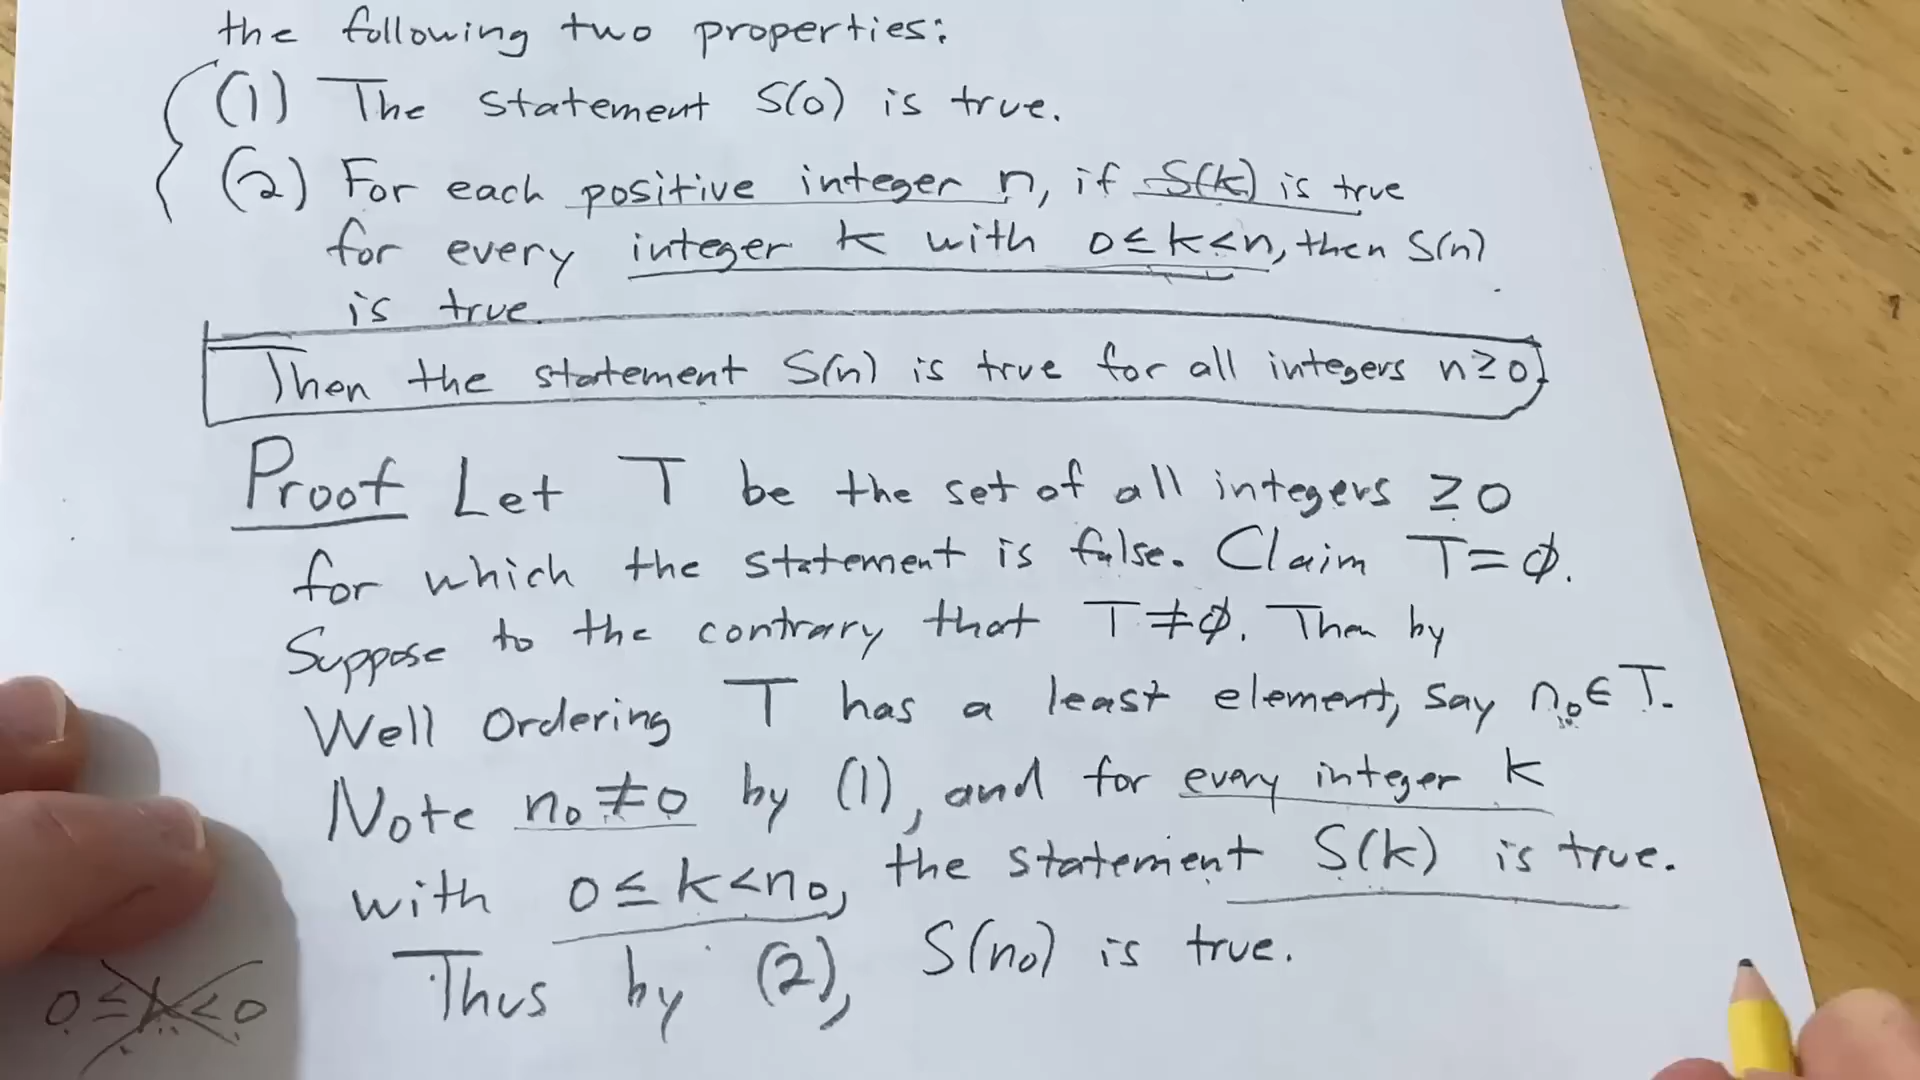 the following two properties:
(1) The statement S(0) is true.
(2) For each positive integer n, if S(k) is true
for every integer k with 0≤k<n, then S(n)
is true.
Then the statement S(n) is true for all integers n≥0.
Proof Let T be the set of all integers ≥0
for which the statement is false. Claim T=∅.
Suppose to the contrary that T≠∅. Then by
Well Ordering T has a least element, say n₀∈T.
Note n₀≠0 by (1), and for every integer k
with 0≤k<n₀, the statement S(k) is true.
Thus by (2), S(n₀) is true.
0≤k<0